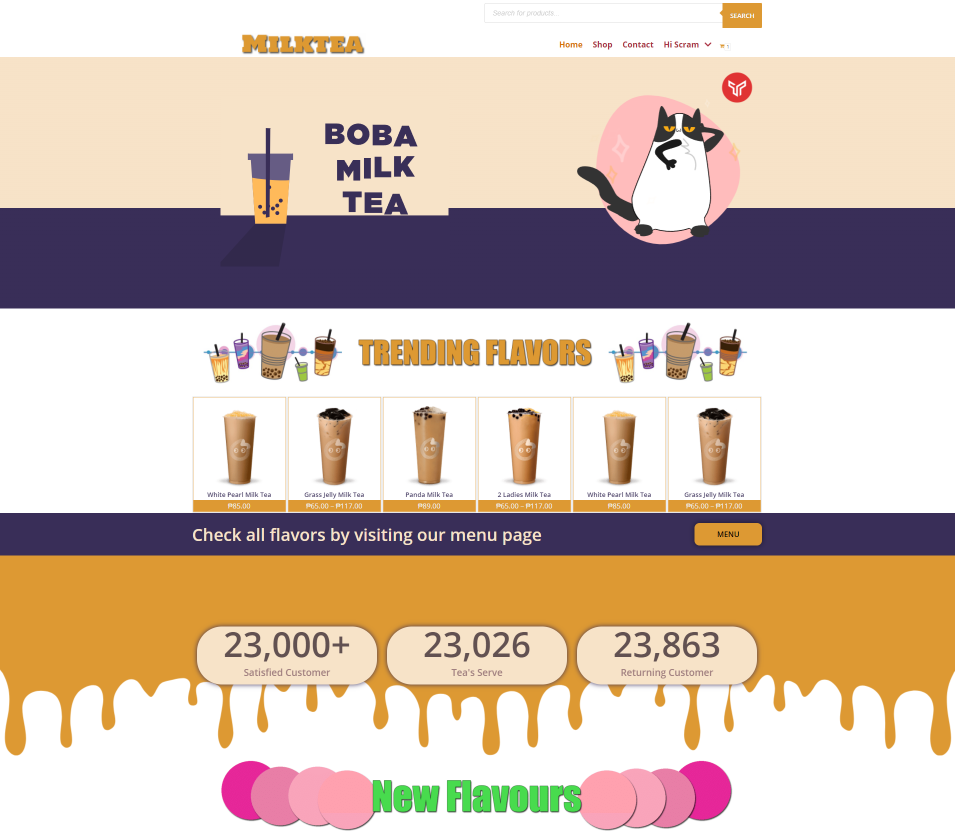 Search for products...
SEARCH
MILKTEA
Home Shop Contact Hi Scram
BOBA
MILK
TEA
TRENDING FLAVORS
White Pearl Milk Tea
₱85.00
Grass Jelly Milk Tea
₱65.00 – ₱117.00
Panda Milk Tea
₱89.00
2 Ladies Milk Tea
₱65.00 – ₱117.00
White Pearl Milk Tea
₱85.00
Grass Jelly Milk Tea
₱65.00 – ₱117.00
Check all flavors by visiting our menu page
MENU
23,000+
Satisfied Customer
23,026
Tea's Serve
23,863
Returning Customer
New Flavours